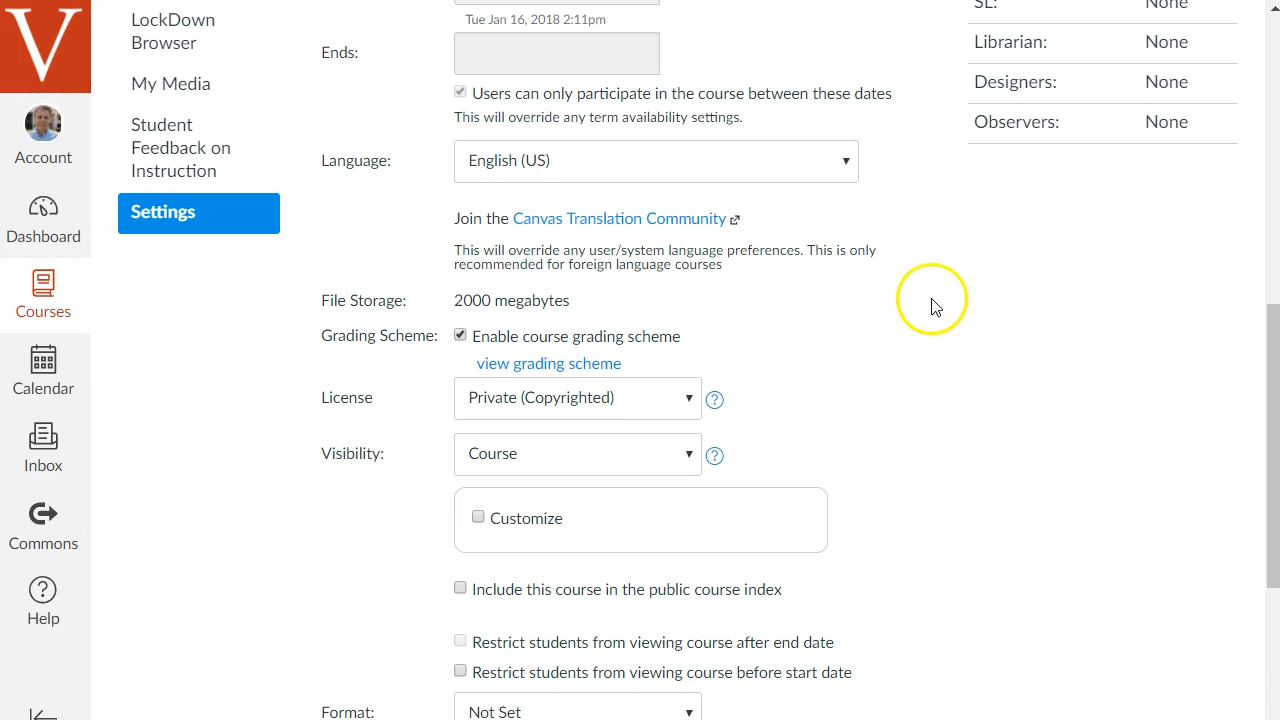 V
Account
Dashboard
Courses
Calendar
Inbox
Commons
Help
LockDown
Browser
My Media
Student
Feedback on
Instruction
Settings
Tue Jan 16, 2018 2:11pm
Ends:
Users can only participate in the course between these dates
This will override any term availability settings.
Language:
English (US)
Join the Canvas Translation Community
This will override any user/system language preferences. This is only
recommended for foreign language courses
File Storage:
2000 megabytes
Grading Scheme:
Enable course grading scheme
view grading scheme
License
Private (Copyrighted)
?
Visibility:
Course
?
Customize
Include this course in the public course index
Restrict students from viewing course after end date
Restrict students from viewing course before start date
Format:
Not Set
SL:
None
Librarian:
None
Designers:
None
Observers:
None